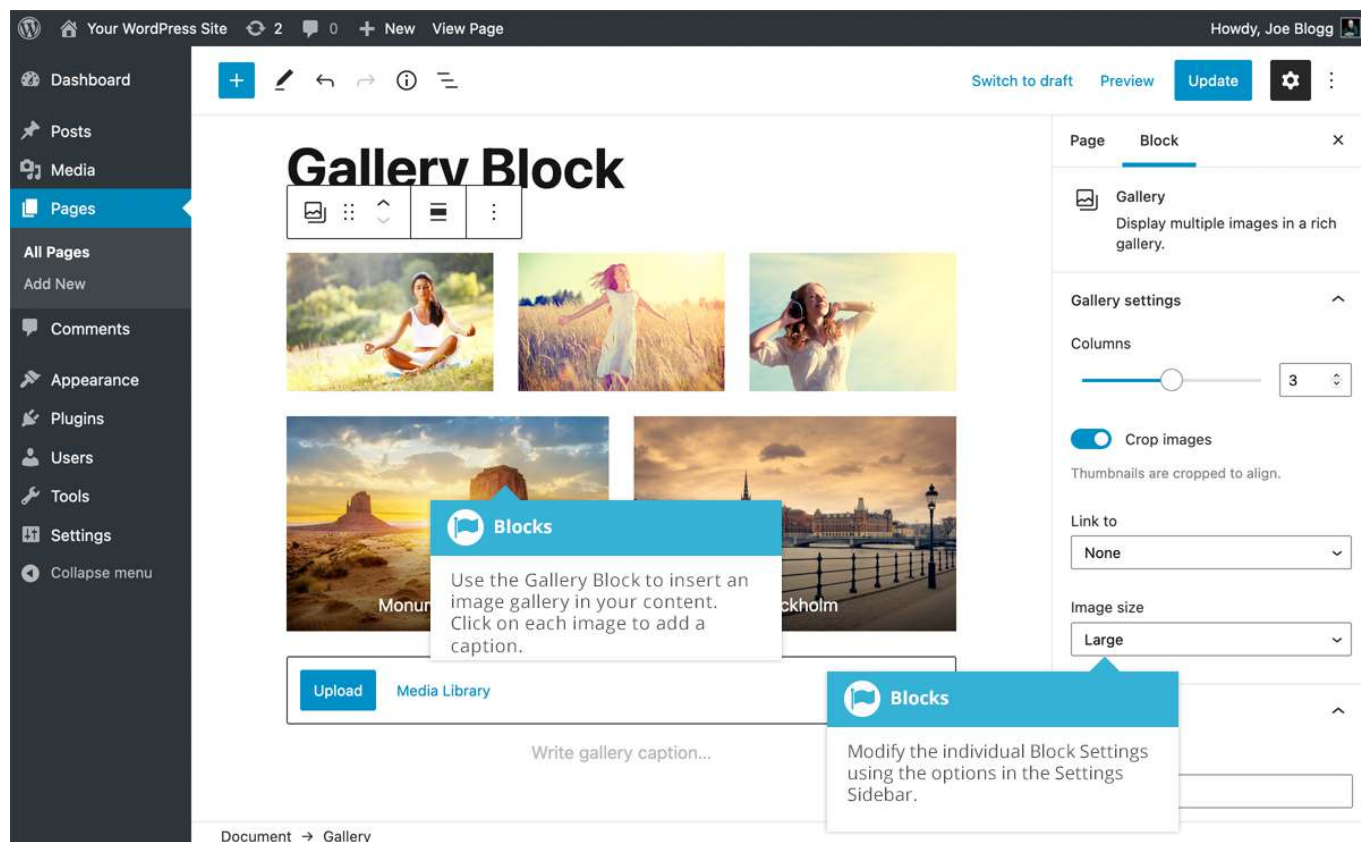 Your WordPress Site 2 0 New View Page Howdy, Joe Blogg
Dashboard
Posts
Media
Pages
All Pages
Add New
Comments
Appearance
Plugins
Users
Tools
Settings
Collapse menu
Switch to draft Preview Update
Gallery Block
Monu
ckholm
Blocks
Use the Gallery Block to insert an
image gallery in your content.
Click on each image to add a
caption.
Upload Media Library
Write gallery caption...
Document → Gallery
Page Block
Gallery
Display multiple images in a rich
gallery.
Gallery settings
Columns
3
Crop images
Thumbnails are cropped to align.
Link to
None
Image size
Large
Blocks
Modify the individual Block Settings
using the options in the Settings
Sidebar.